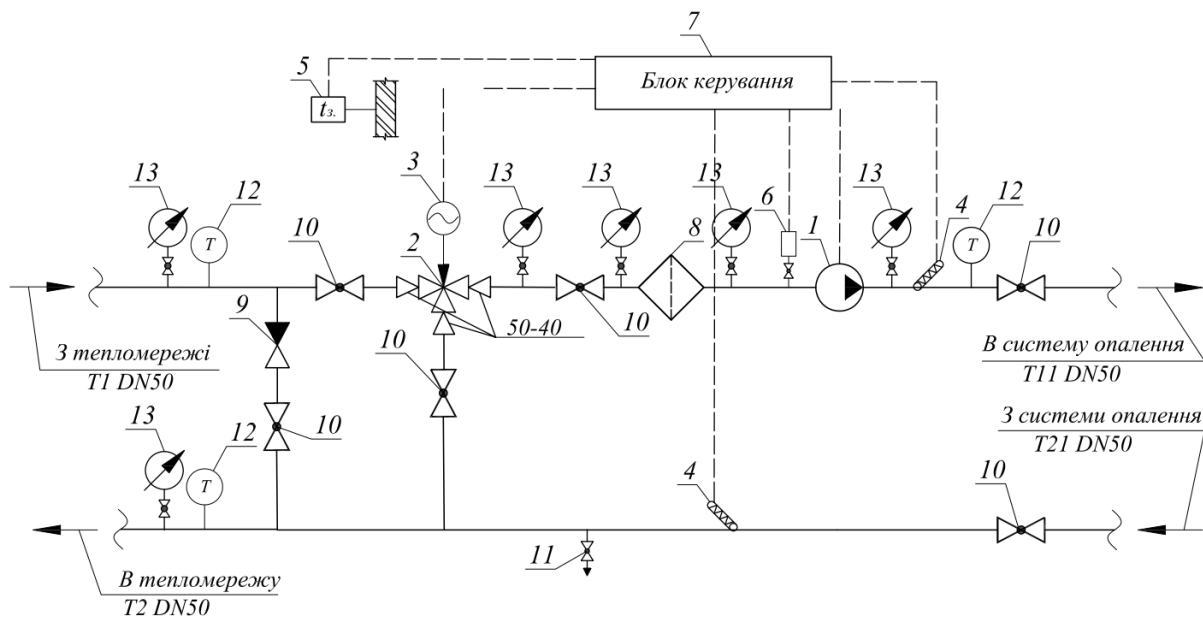 7
5
Блок керування
tз.
13
12
3
13
13
13
6
13
4
12
10
10
2
8
1
9
50-40
10
10
З тепломережі
T1 DN50
В систему опалення
T11 DN50
13
12
10
З системи опалення
T21 DN50
T
T
T
4
10
11
В тепломережу
T2 DN50